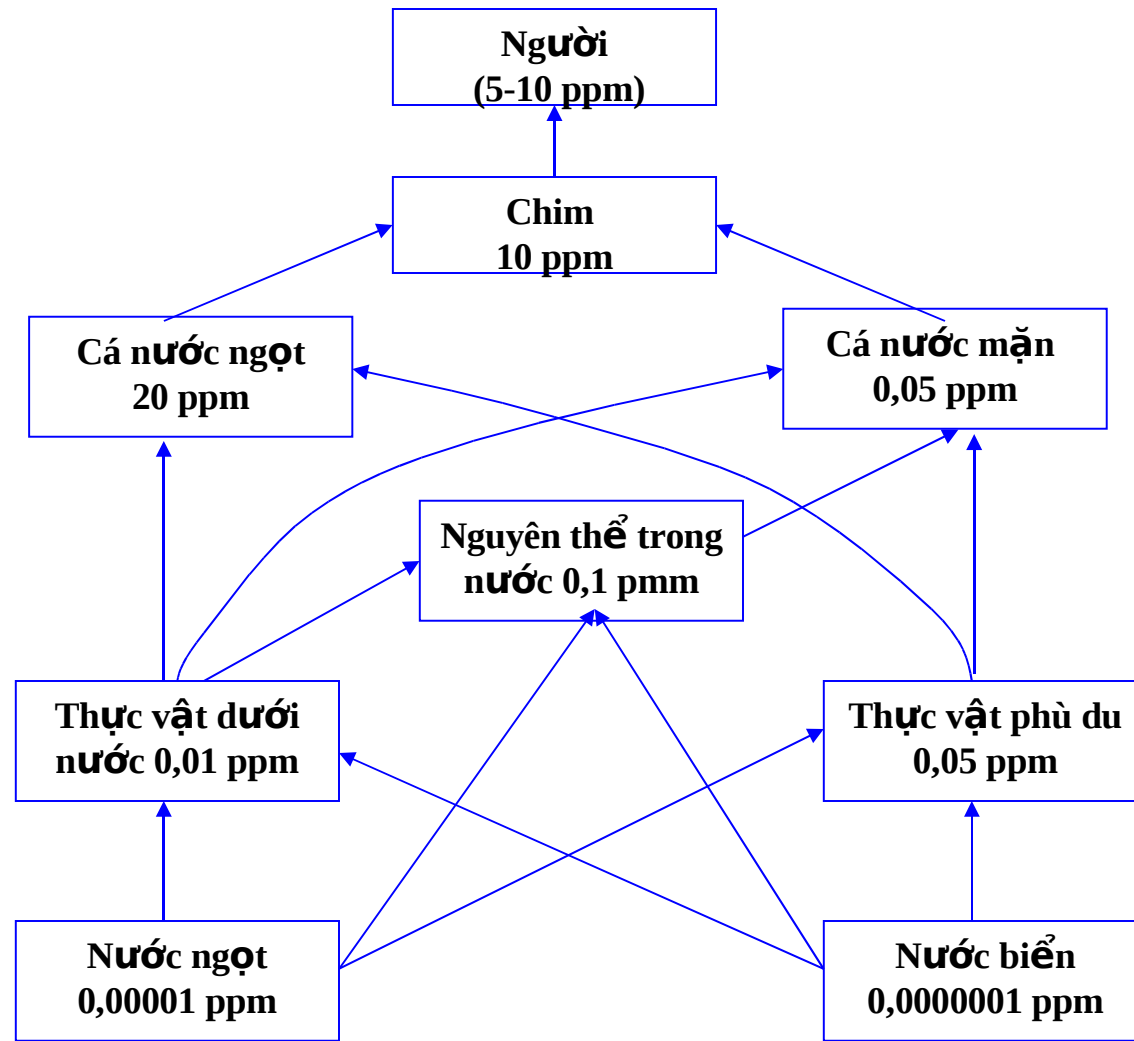 Người
(5-10 ppm)
Chim
10 ppm
Cá nước ngọt
20 ppm
Cá nước mặn
0,05 ppm
Nguyên thể trong
nước 0,1 pmm
Thực vật dưới
nước 0,01 ppm
Thực vật phù du
0,05 ppm
Nước ngọt
0,00001 ppm
Nước biển
0,0000001 ppm